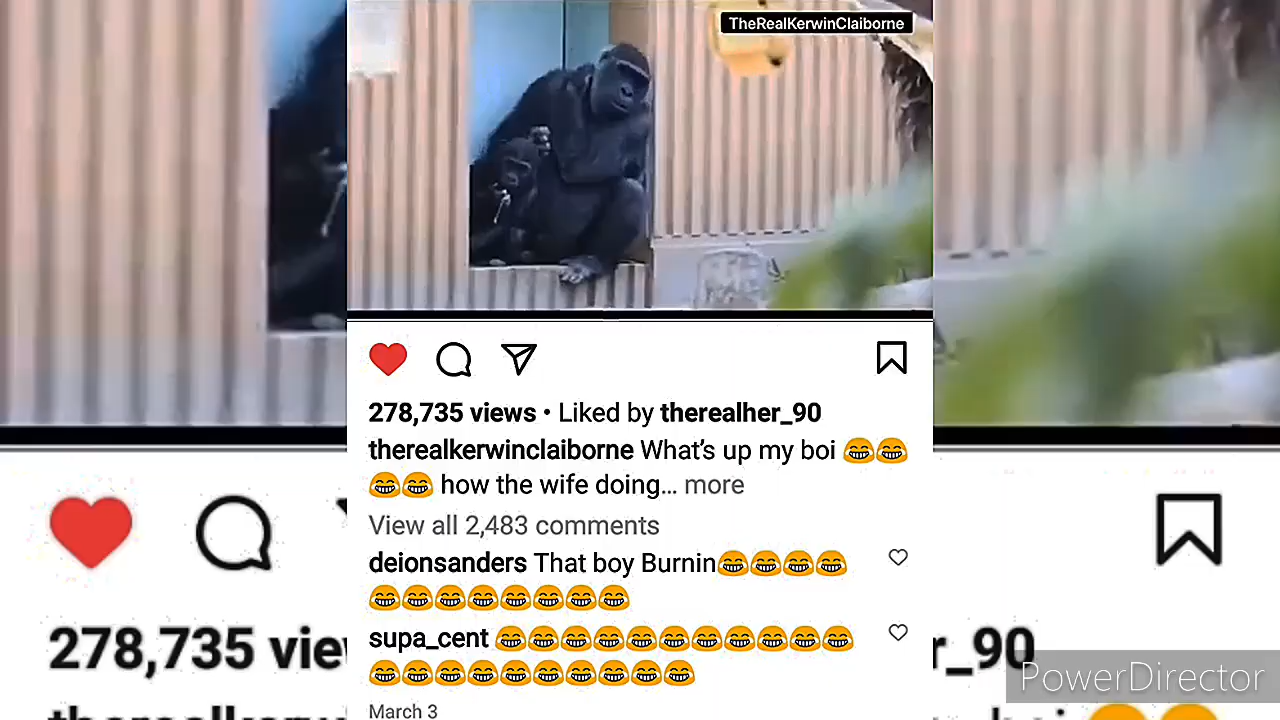 TheRealKerwinClaiborne
278,735 views • Liked by therealher_90
therealkerwinclaiborne What's up my boi 😂😂
😂😂 how the wife doing... more
View all 2,483 comments
deionsanders That boy Burnin😂😂😂😂
😂😂😂😂😂😂😂😂
supa_cent 😂😂😂😂😂😂😂😂😂😂😂
😂😂😂😂😂😂😂😂😂😂
March 3
278,735 vie
r_90
PowerDirector